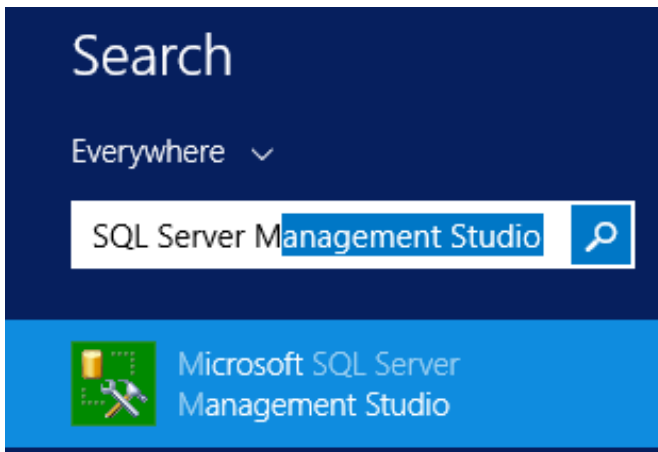 Search
Everywhere
SQL Server Management Studio
Microsoft SQL Server
Management Studio